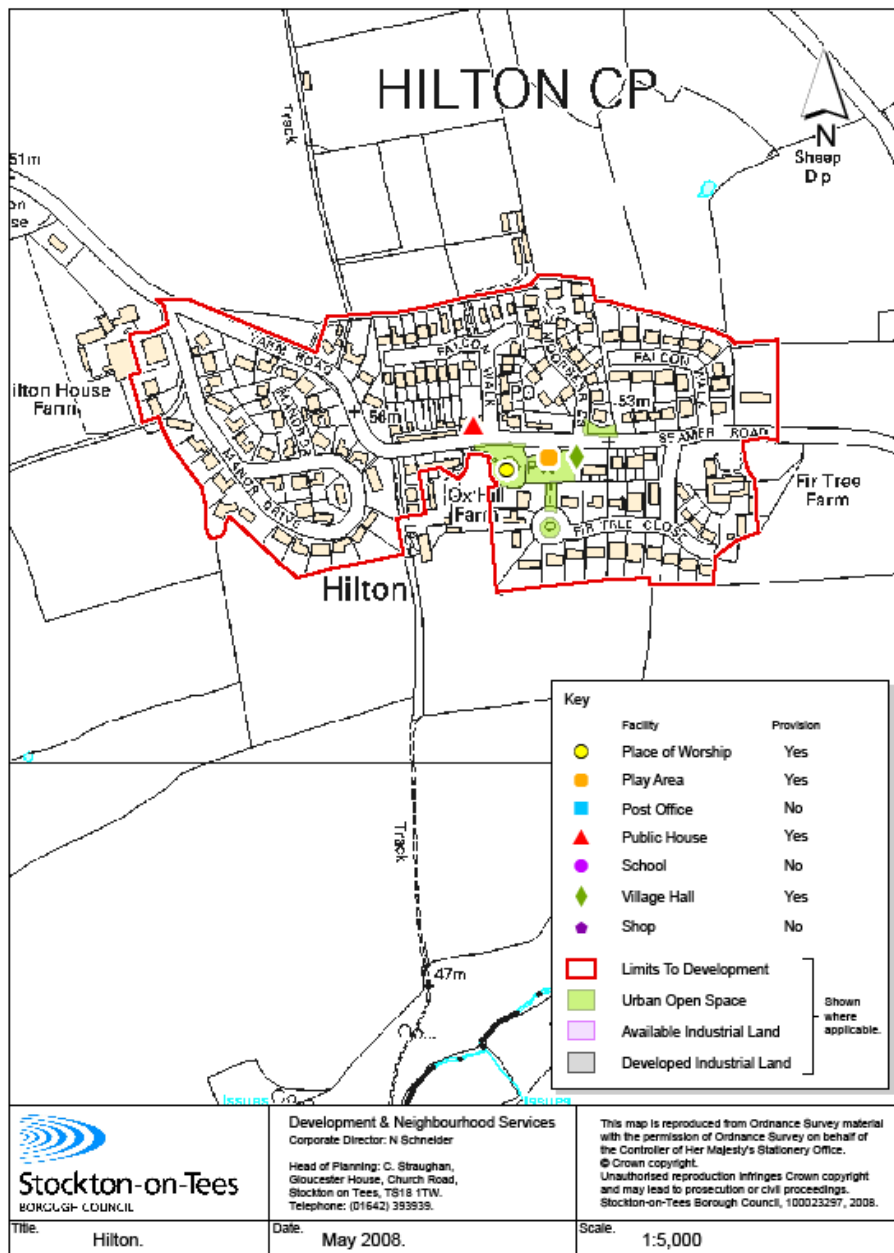 HILTON CP
Track
N
Sheep
Dip
51m
YARM ROAD
FALCON WALK
MOORBERRIES
FALCON WALK
PO
53m
56m
SEAMER ROAD
Hilton House
Farm
MANOR DRIVE
Ox Hill
Farm
FIR TREE CLOSE
Fir Tree
Farm
Hilton
Track
47m
Issues
Issues
Key
Facility Provision
Place of Worship Yes
Play Area Yes
Post Office No
Public House Yes
School No
Village Hall Yes
Shop No
Limits To Development
Urban Open Space
Available Industrial Land
Developed Industrial Land
Shown
where
applicable.
Stockton-on-Tees
BOROUGH COUNCIL
Development & Neighbourhood Services
Corporate Director: N Schneider
Head of Planning: C. Straughan,
Gloucester House, Church Road,
Stockton on Tees, TS18 1TW.
Telephone: (01642) 393939.
This map is reproduced from Ordnance Survey material
with the permission of Ordnance Survey on behalf of
the Controller of Her Majesty's Stationery Office.
© Crown copyright.
Unauthorised reproduction infringes Crown copyright
and may lead to prosecution or civil proceedings.
Stockton-on-Tees Borough Council, 100023297, 2008.
Title. Hilton.
Date. May 2008.
Scale. 1:5,000